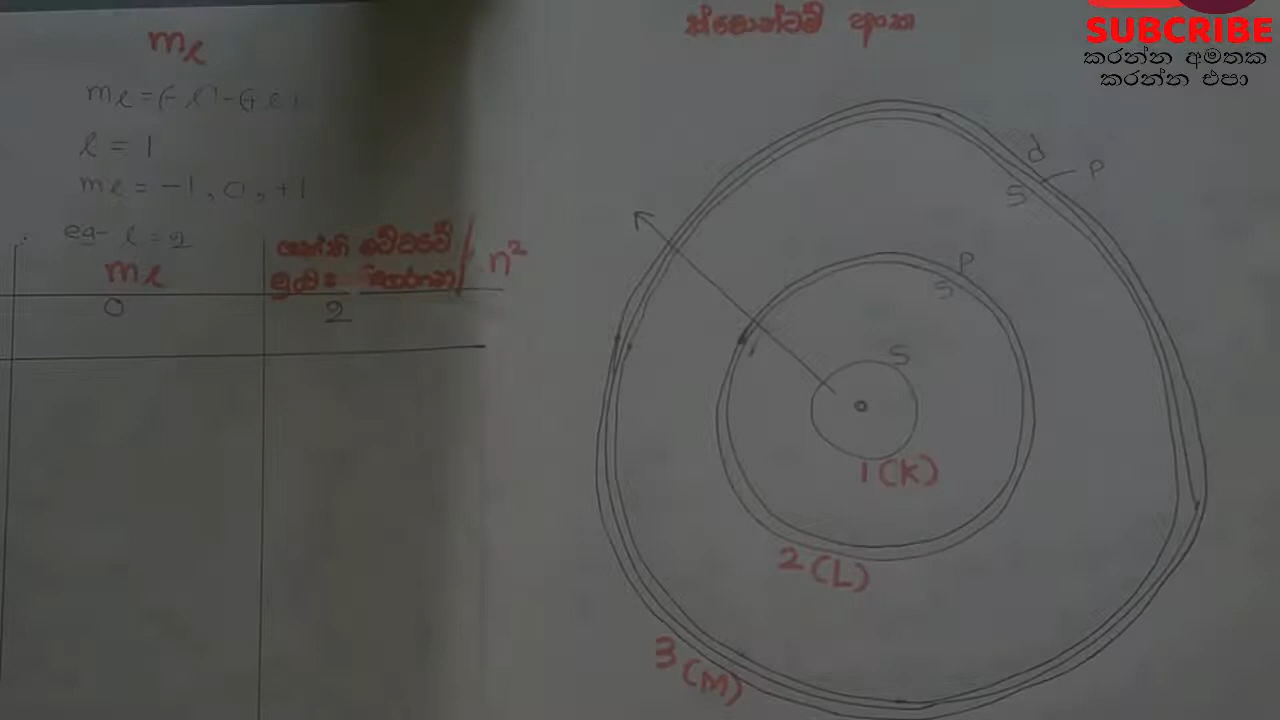 mℓ
mℓ = (-ℓ) - (+ℓ)
ℓ = 1
mℓ = -1, 0, +1
eg- ℓ = 2
mℓ
n²
0
2
ක්වොන්ටම් අංක
d
P
S
P
S
S
1 (K)
2 (L)
3 (M)
SUBCRIBE
කරන්න අමතක
කරන්න එපා